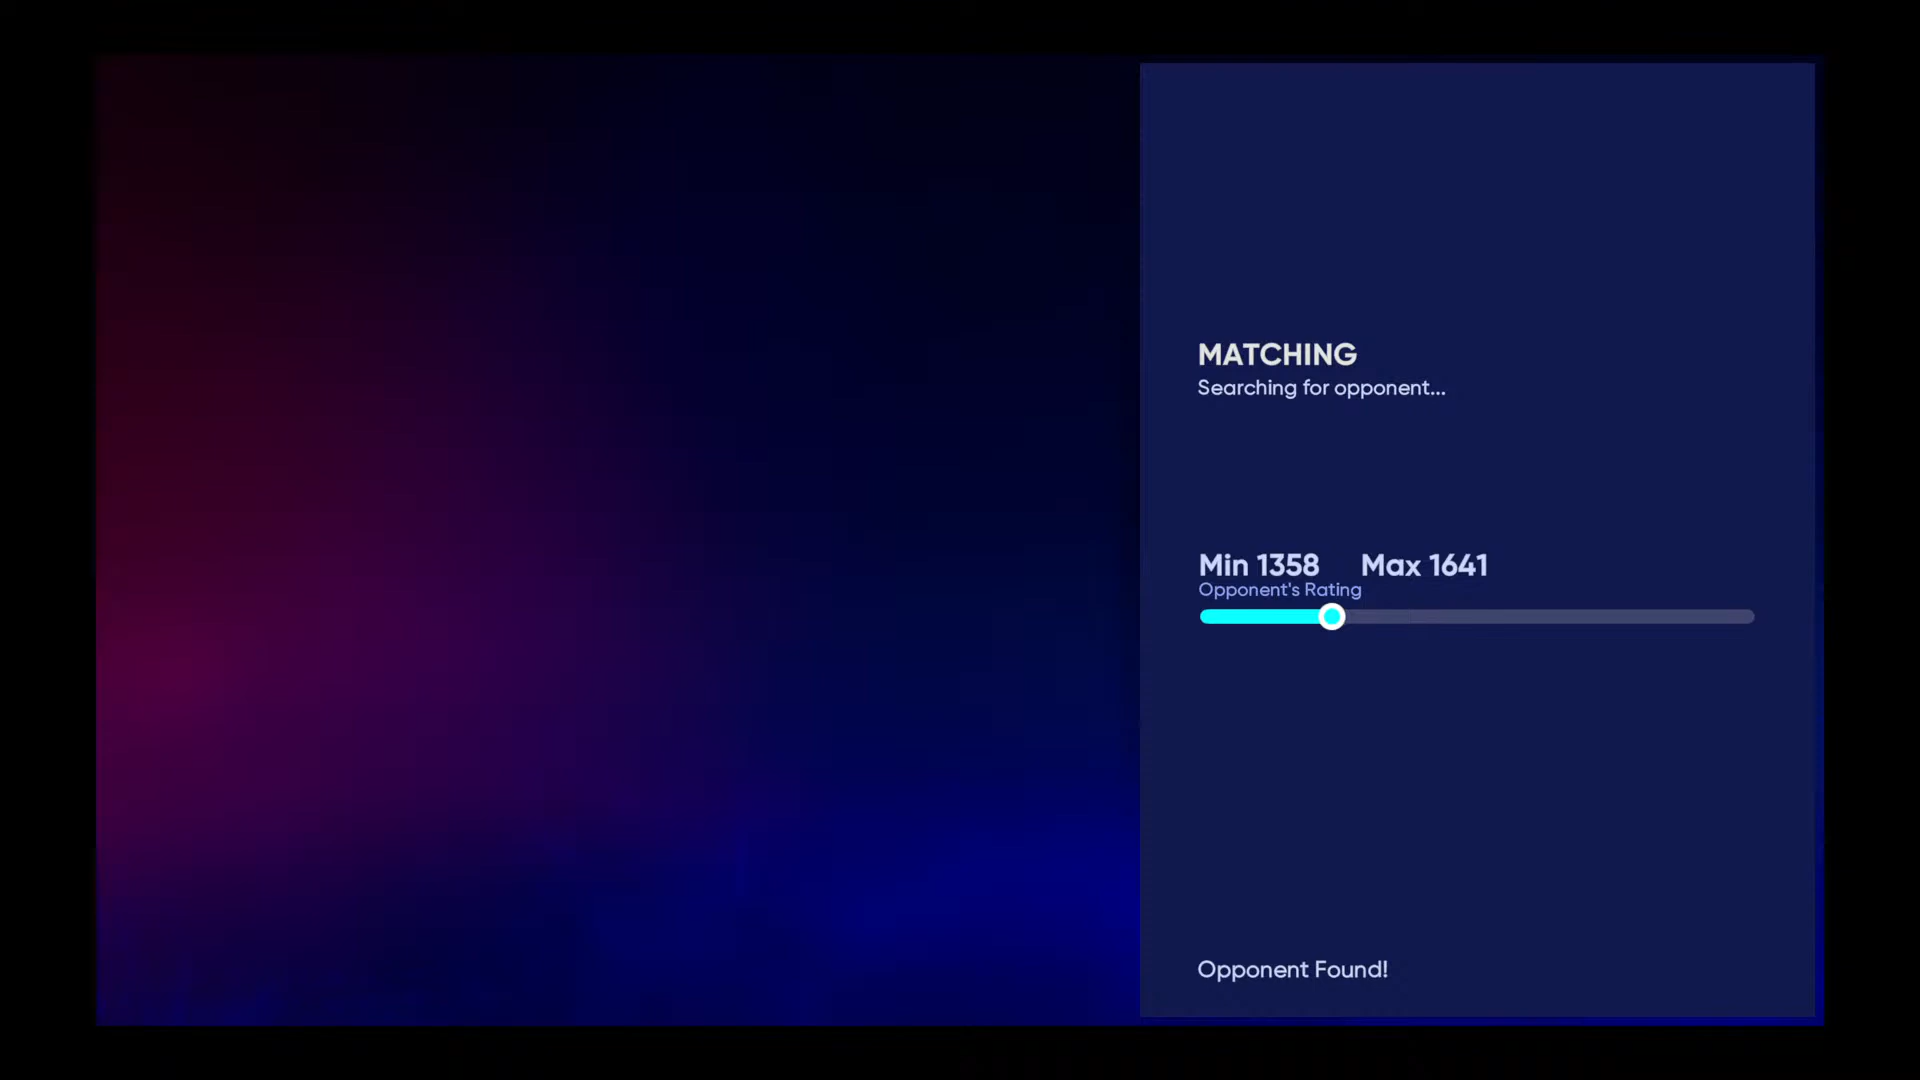 MATCHING
Searching for opponent...
Min 1358 Max 1641
Opponent's Rating
Opponent Found!